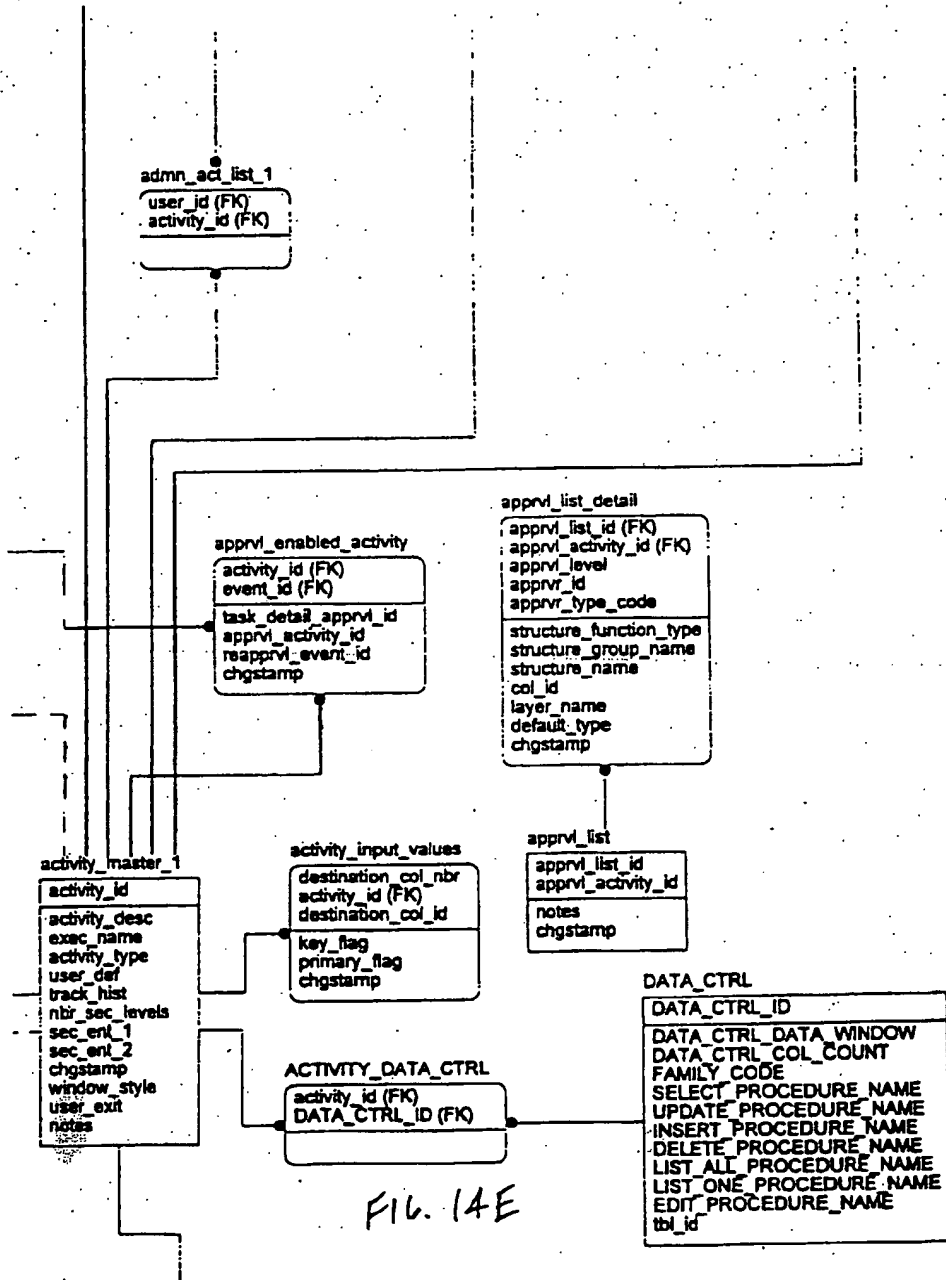 admn_act_list_1
user_id (FK)
activity_id (FK)
apprvl_list_detail
apprvl_list_id (FK)
apprvl_activity_id (FK)
apprvl_level
apprvr_id
apprvr_type_code
structure_function_type
structure_group_name
structure_name
col_id
layer_name
default_type
chgstamp
apprvl_enabled_activity
activity_id (FK)
event_id (FK)
task_detail_apprvl_id
apprvl_activity_id
reapprvl_event_id
chgstamp
apprvl_list
apprvl_list_id
apprvl_activity_id
notes
chgstamp
activity_master_1
activity_id
activity_desc
exec_name
activity_type
user_def
track_hist
nbr_sec_levels
sec_ent_1
sec_ent_2
chgstamp
window_style
user_exit
notes
activity_input_values
destination_col_nbr
activity_id (FK)
destination_col_id
key_flag
primary_flag
chgstamp
ACTIVITY_DATA_CTRL
activity_id (FK)
DATA_CTRL_ID (FK)
DATA_CTRL
DATA_CTRL_ID
DATA_CTRL_DATA_WINDOW
DATA_CTRL_COL_COUNT
FAMILY_CODE
SELECT_PROCEDURE_NAME
UPDATE_PROCEDURE_NAME
INSERT_PROCEDURE_NAME
DELETE_PROCEDURE_NAME
LIST_ALL_PROCEDURE_NAME
LIST_ONE_PROCEDURE_NAME
EDIT_PROCEDURE_NAME
tbl_id
FIG. 14E